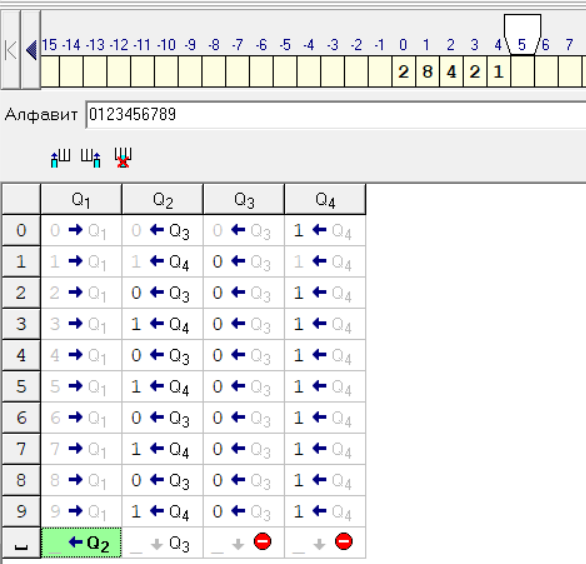 15 -14 -13 -12 -11 -10 -9 -8 -7 -6 -5 -4 -3 -2 -1 0 1 2 3 4 5 6 7
2 8 4 2 1
Алфавит 0123456789
Ш Ш Ш
Q1 Q2 Q3 Q4
0 0 → Q1 0 ← Q3 0 ← Q3 1 ← Q4
1 1 → Q1 1 ← Q4 0 ← Q3 1 ← Q4
2 2 → Q1 0 ← Q3 0 ← Q3 1 ← Q4
3 3 → Q1 1 ← Q4 0 ← Q3 1 ← Q4
4 4 → Q1 0 ← Q3 0 ← Q3 1 ← Q4
5 5 → Q1 1 ← Q4 0 ← Q3 1 ← Q4
6 6 → Q1 0 ← Q3 0 ← Q3 1 ← Q4
7 7 → Q1 1 ← Q4 0 ← Q3 1 ← Q4
8 8 → Q1 0 ← Q3 0 ← Q3 1 ← Q4
9 9 → Q1 1 ← Q4 0 ← Q3 1 ← Q4
␣ _ ← Q2 _ ↓ Q3 _ ↓ _ ↓